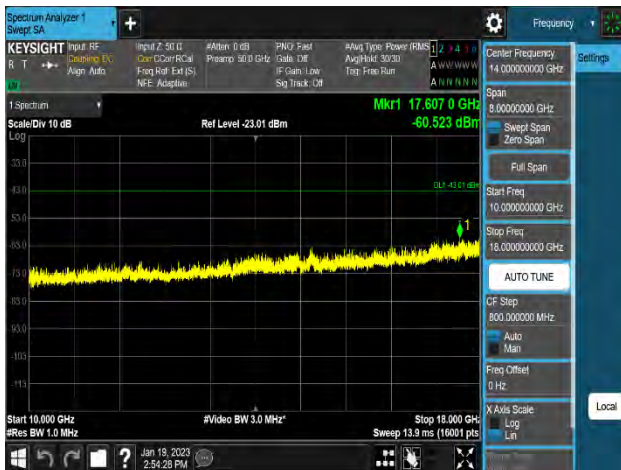 Spectrum Analyzer 1
Swept SA
+
Frequency
KEYSIGHT
R T
Input: RF
Coupling: DC
Align: Auto
Input Z: 50 Ω
Corr CCorr RCal
Freq Ref: Ext (S)
NFE: Adaptive
#Atten: 0 dB
Preamp: 50.0 GHz
PNO: Fast
Gate: Off
IF Gain: Low
Sig Track: Off
#Avg Type: Power (RMS
Avg|Hold: 30/30
Trig: Free Run
A N N N N N
1 Spectrum
Scale/Div 10 dB
Ref Level -23.01 dBm
Mkr1 17.607 0 GHz
-60.523 dBm
Log
-33.0
-43.0
-53.0
-63.0
-73.0
-83.0
-93.0
-103
-113
DL1 -43.01 dBm
1
Start 10.000 GHz
#Res BW 1.0 MHz
#Video BW 3.0 MHz*
Stop 18.000 GHz
Sweep 13.9 ms (16001 pts
Center Frequency
14.000000000 GHz
Settings
Span
8.00000000 GHz
Swept Span
Zero Span
Full Span
Start Freq
10.000000000 GHz
Stop Freq
18.000000000 GHz
AUTO TUNE
CF Step
800.000000 MHz
Auto
Man
Freq Offset
0 Hz
X Axis Scale
Log
Lin
Local
?
Jan 19, 2023
2:54:28 PM